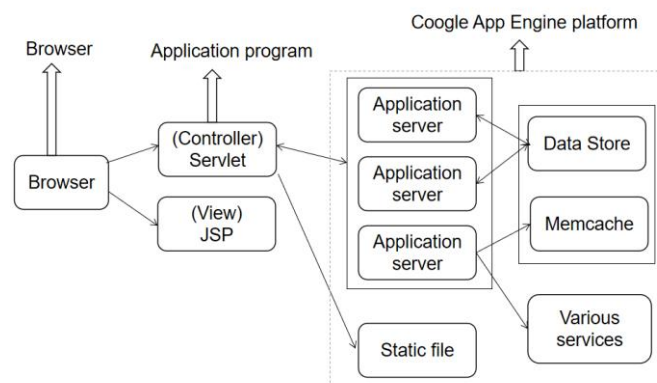 Coogle App Engine platform
Browser
Application program
Application
server
(Controller)
Servlet
Data Store
Browser
Application
server
(View)
JSP
Memcache
Application
server
Various
services
Static file